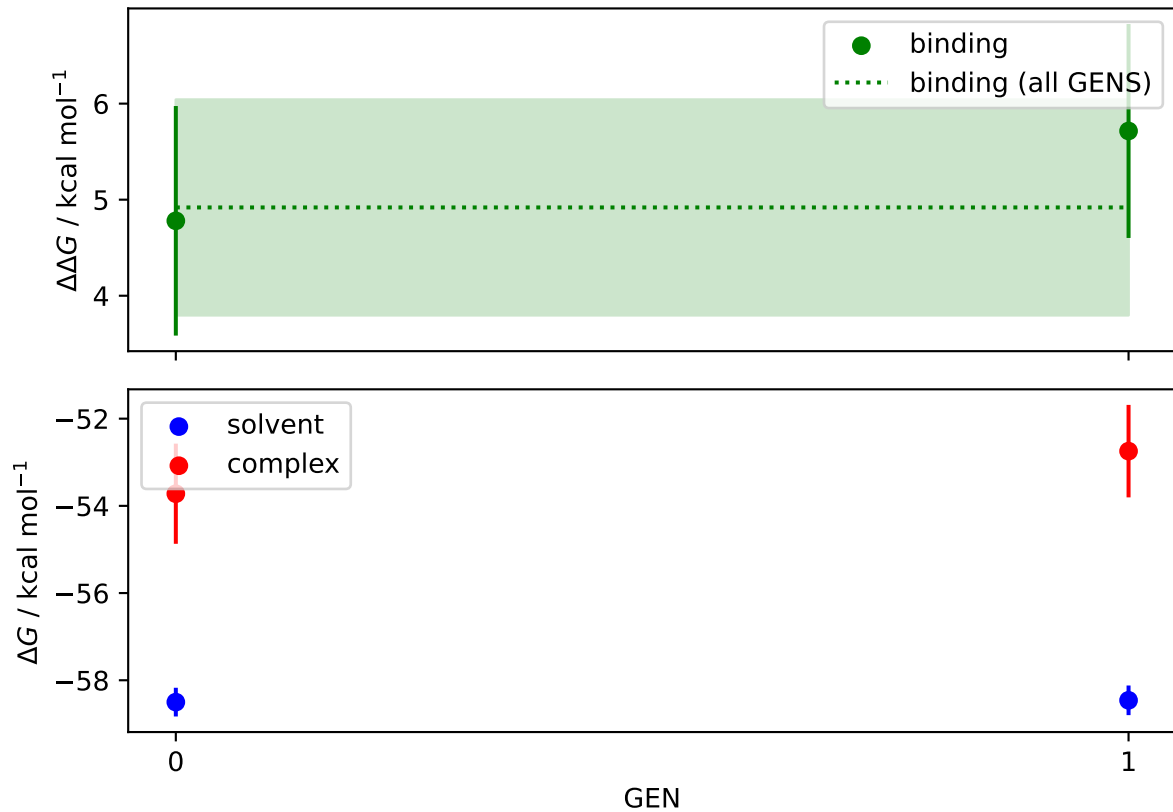 binding
binding (all GENS)
ΔΔG / kcal mol⁻¹
6
5
4
solvent
complex
ΔG / kcal mol⁻¹
−52
−54
−56
−58
0
1
GEN